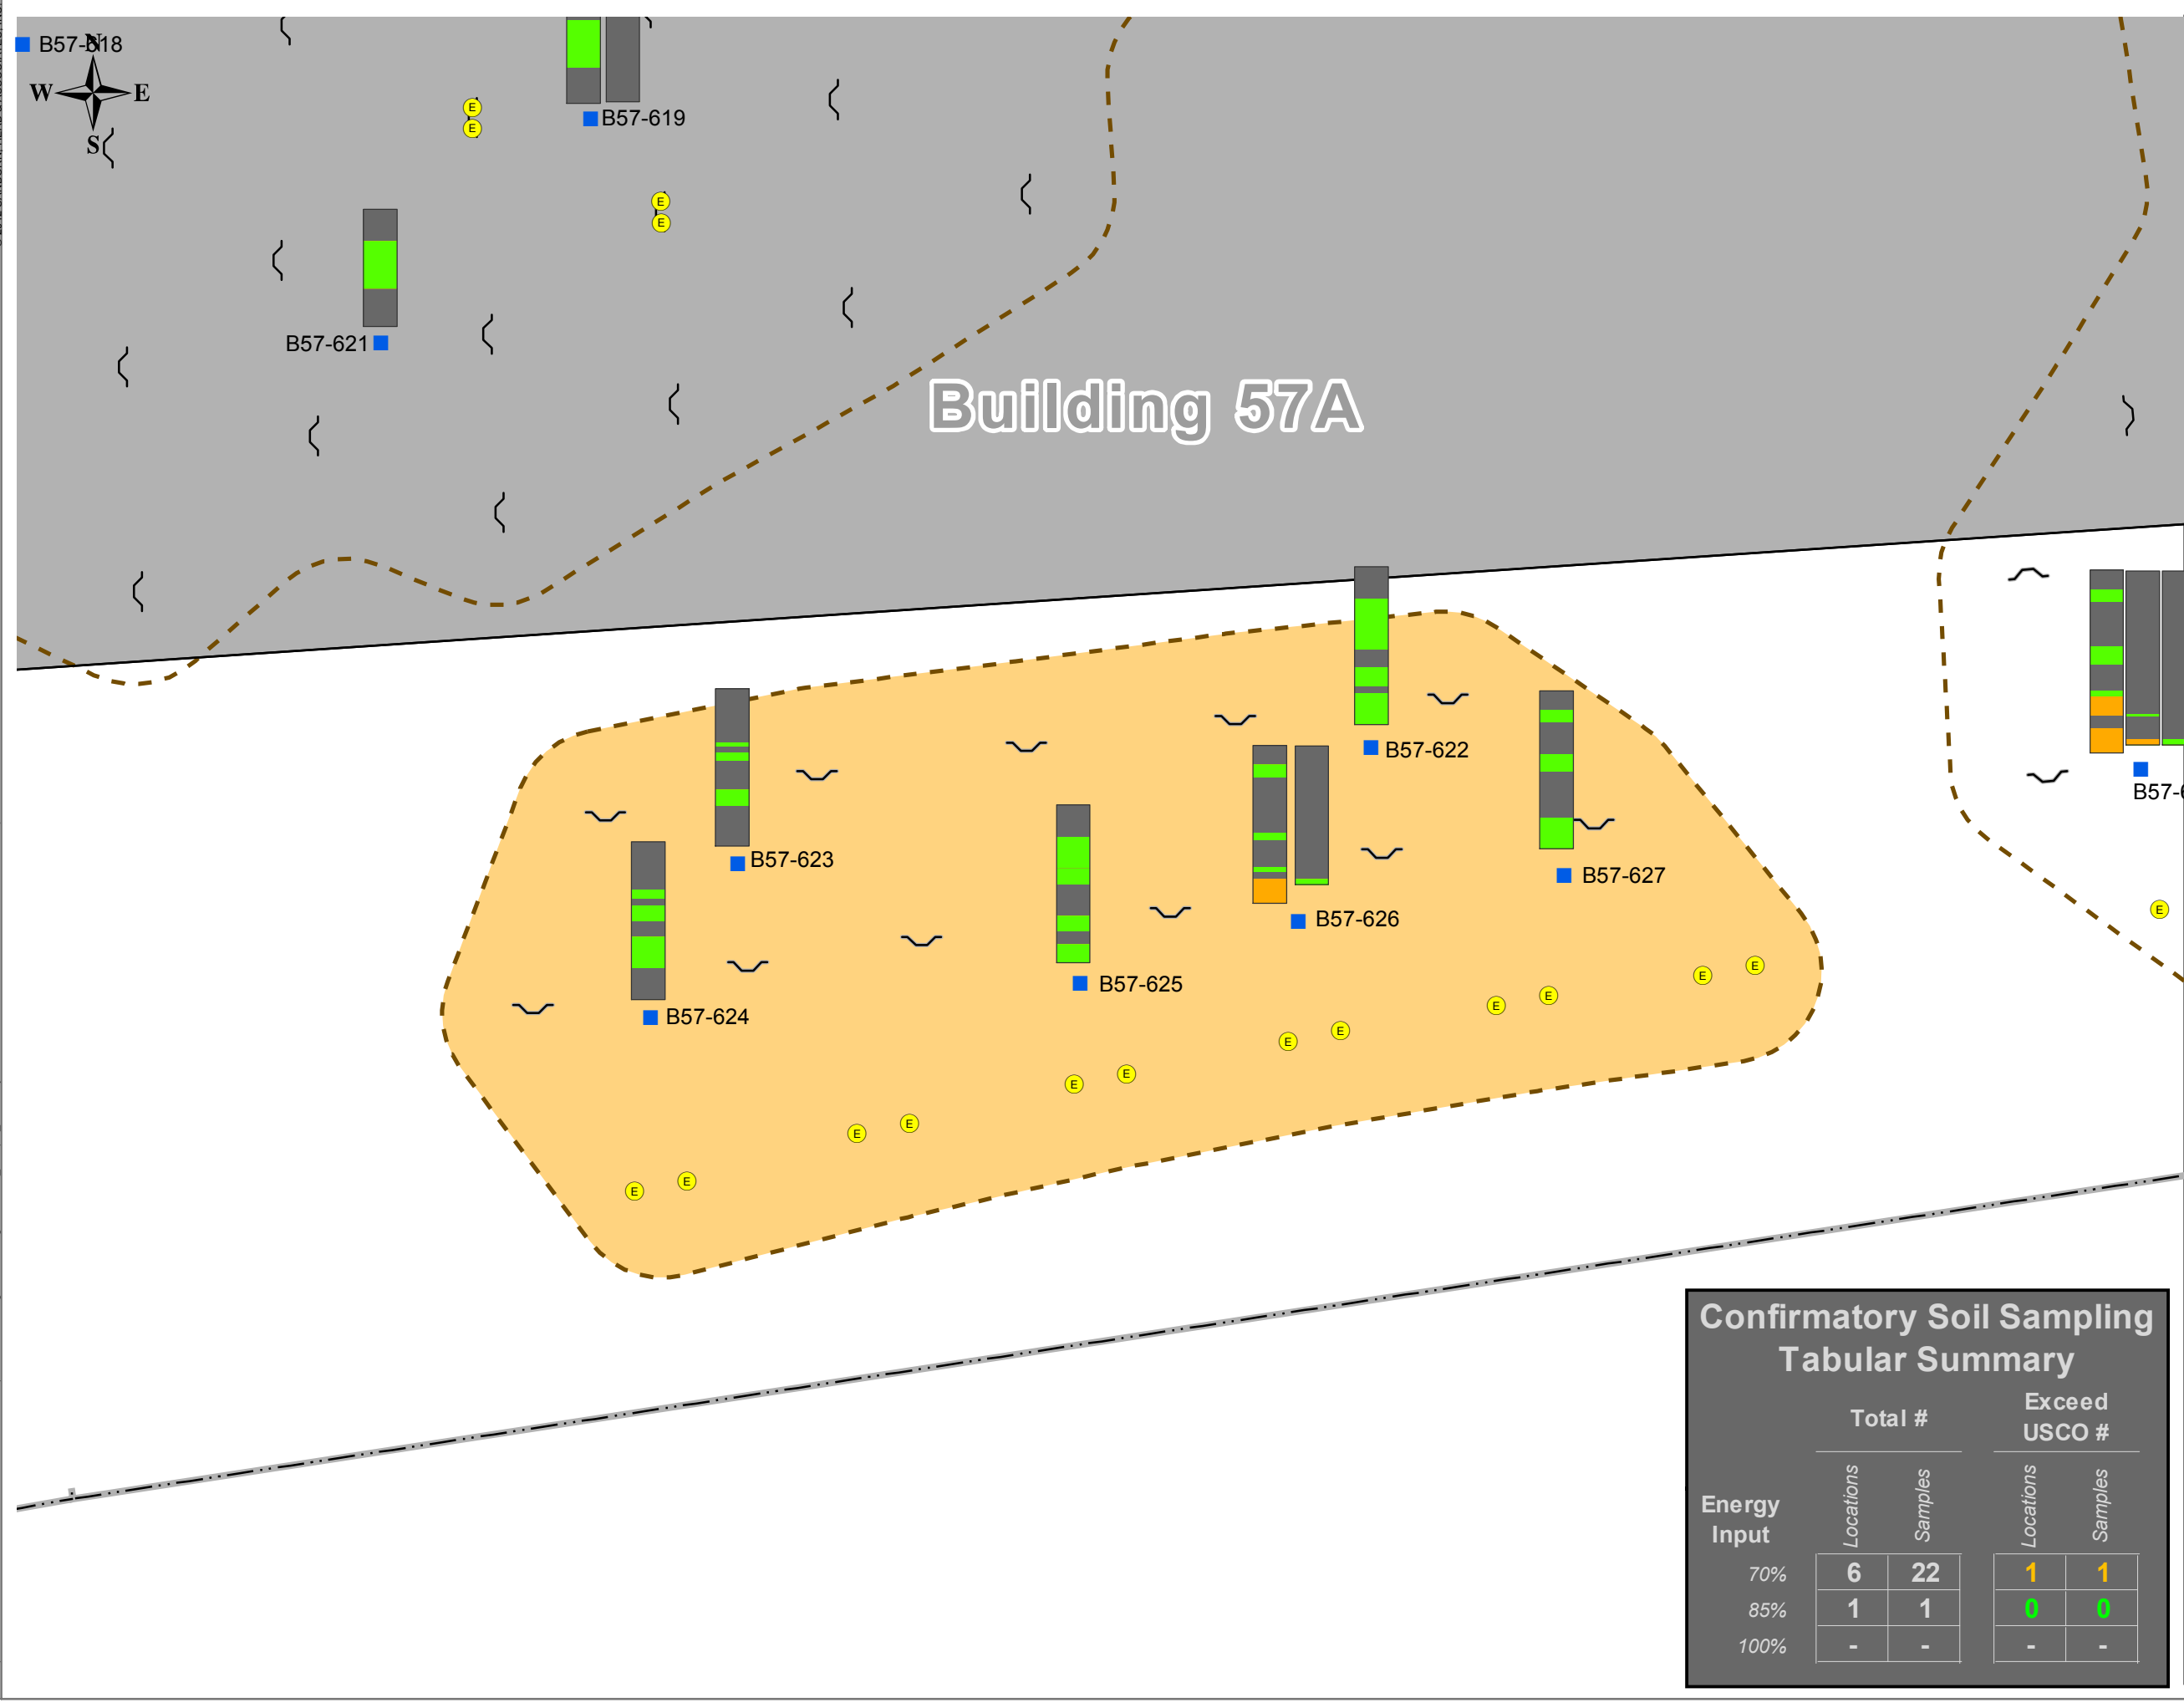 B57-618
N
W
E
S
E
E
B57-619
E
E
B57-621
Building 57A
B57-622
B57-623
B57-624
B57-625
B57-626
B57-627
E
E
E
E
E
E
E
E
E
E
E
E
E
Confirmatory Soil Sampling
Tabular Summary
Total #
Exceed
USCO #
Energy
Input
Locations
Samples
Locations
Samples
70% 6 22 1 1
85% 1 1 0 0
100% - - - -